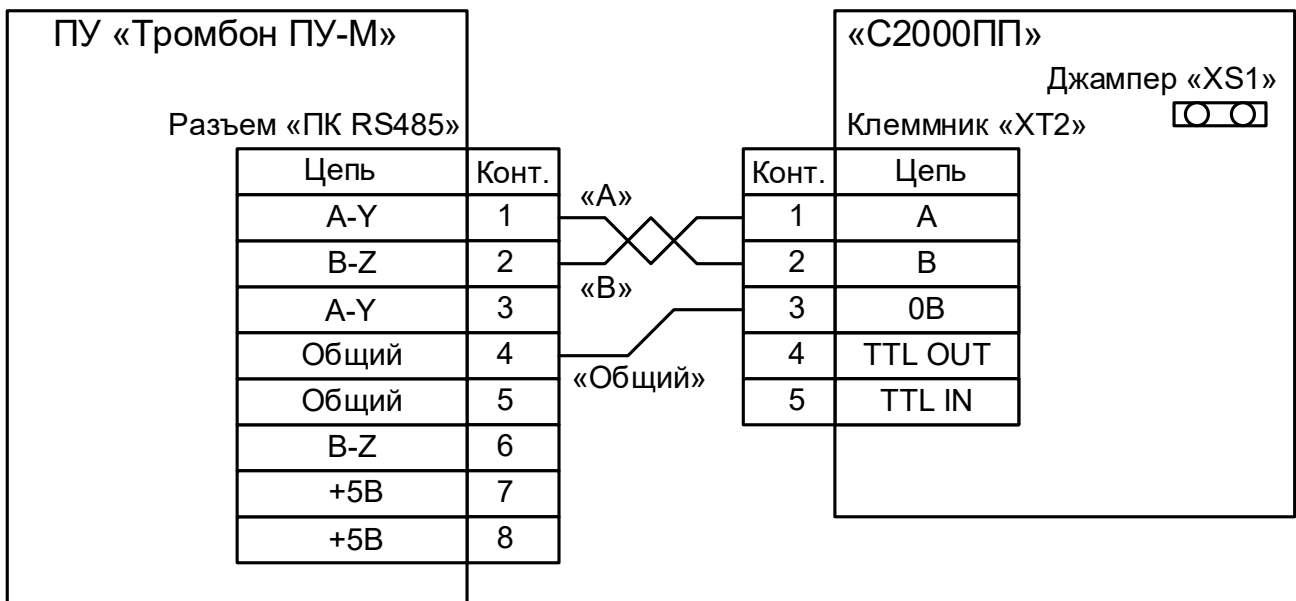 ПУ «Тромбон ПУ-М»
«С2000ПП»
Джампер «XS1»
Разъем «ПК RS485»
Клеммник «XT2»
Цепь Конт.
A-Y 1
B-Z 2
A-Y 3
Общий 4
Общий 5
B-Z 6
+5В 7
+5В 8
«А»
«В»
«Общий»
Конт. Цепь
1 A
2 B
3 0В
4 TTL OUT
5 TTL IN